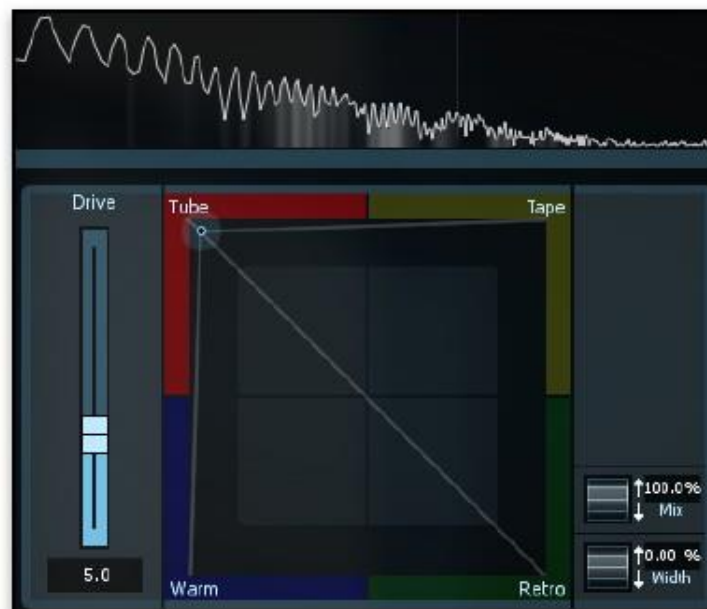 Drive
Tube
Tape
5.0
Warm
Retro
100.0%
Mix
0.00 %
Width